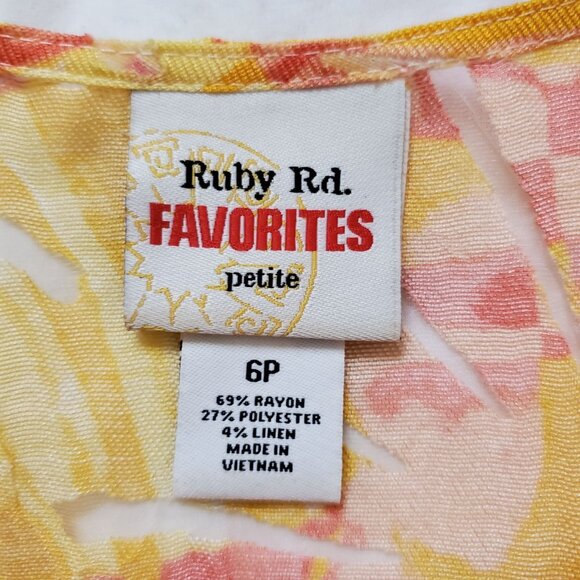 Ruby Rd.
FAVORITES
petite
6P
69% RAYON
27% POLYESTER
4% LINEN
MADE IN
VIETNAM